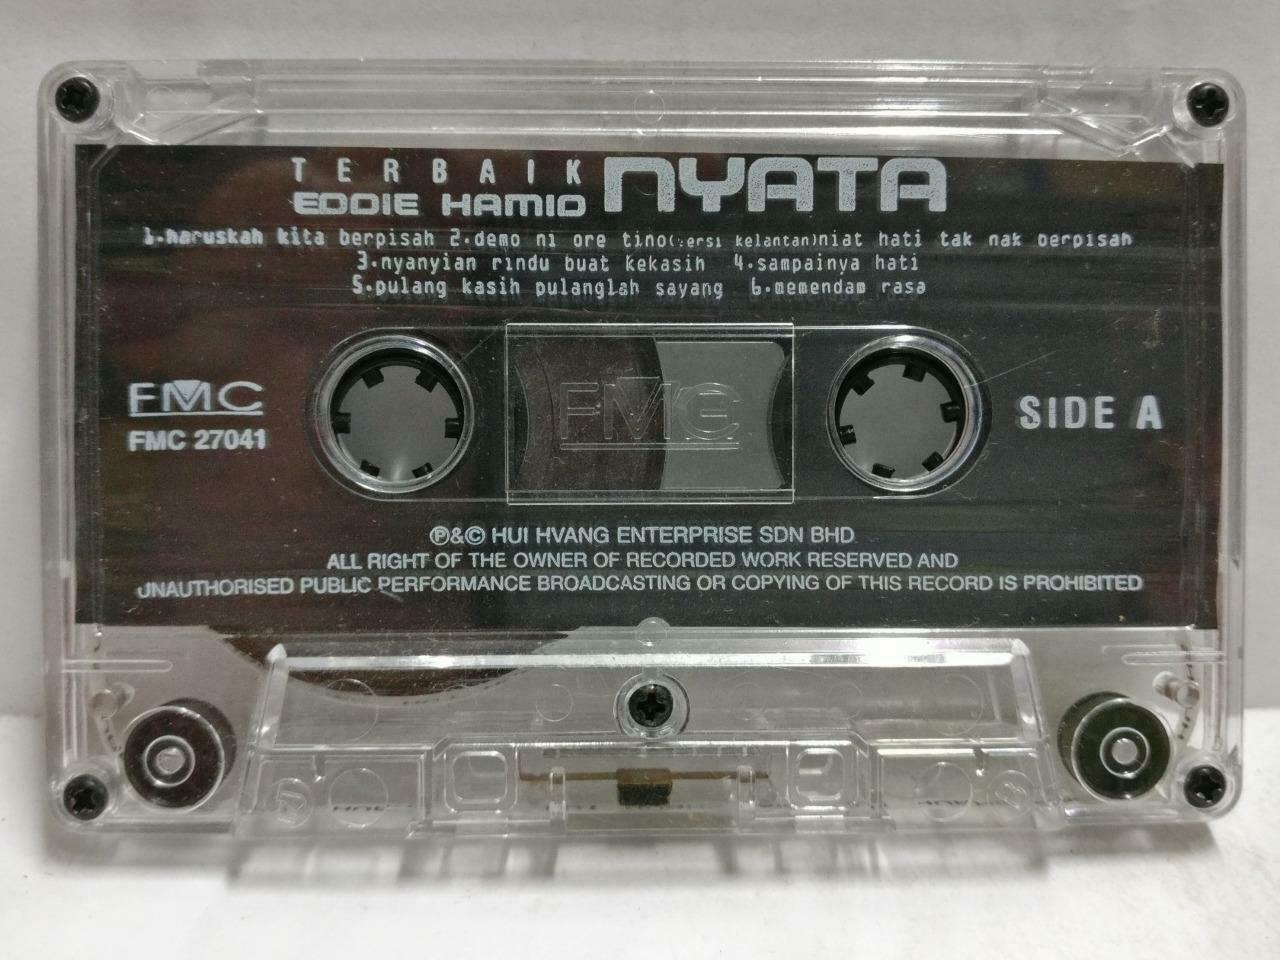 TERBAIK NYATA
EDDIE HAMID
1.haruskah kita berpisah 2.demo ni ore tino(versi kelantan)niat hati tak nak berpisah
3.nyanyian rindu buat kekasih 4.sampainya hati
5.pulang kasih pulanglah sayang 6.memendam rasa
FMC
FMC
FMC 27041
SIDE A
℗&© HUI HVANG ENTERPRISE SDN BHD
ALL RIGHT OF THE OWNER OF RECORDED WORK RESERVED AND
UNAUTHORISED PUBLIC PERFORMANCE BROADCASTING OR COPYING OF THIS RECORD IS PROHIBITED